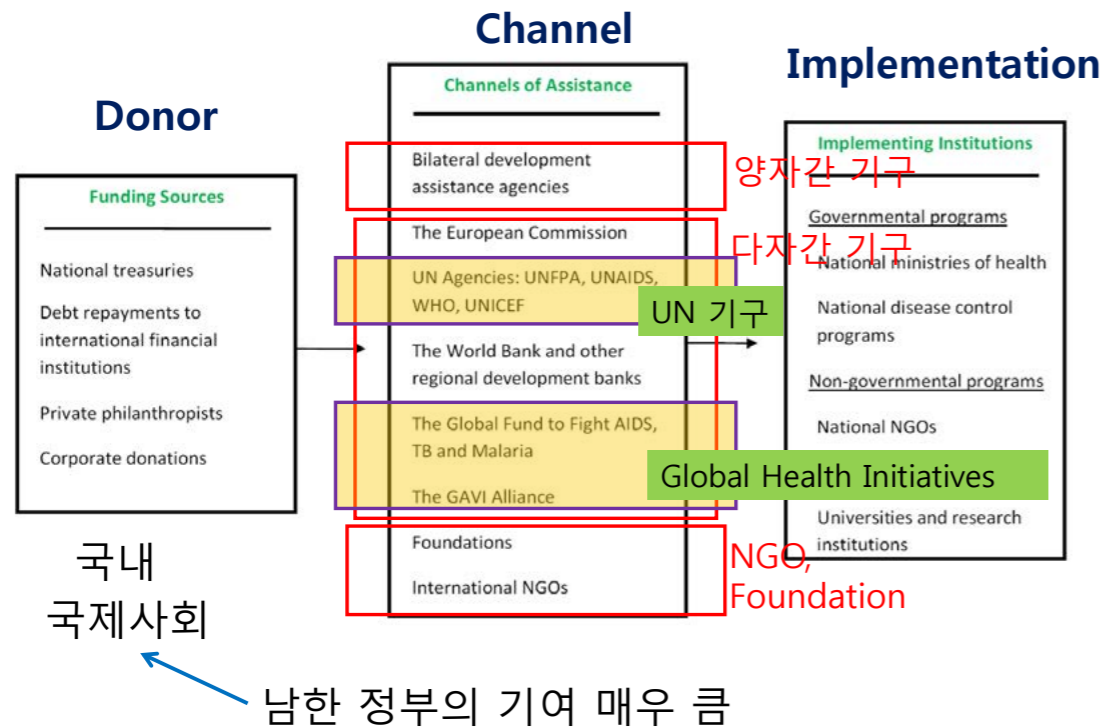 Donor
Funding Sources
National treasuries
Debt repayments to
international financial
institutions
Private philanthropists
Corporate donations
국내
국제사회
남한 정부의 기여 매우 큼
Channel
Channels of Assistance
Bilateral development
assistance agencies
양자간 기구
The European Commission
다자간 기구
UN Agencies: UNFPA, UNAIDS,
WHO, UNICEF
UN 기구
The World Bank and other
regional development banks
The Global Fund to Fight AIDS,
TB and Malaria
The GAVI Alliance
Global Health Initiatives
Foundations
International NGOs
NGO,
Foundation
Implementation
Implementing Institutions
Governmental programs
National ministries of health
National disease control
programs
Non-governmental programs
National NGOs
Universities and research
institutions